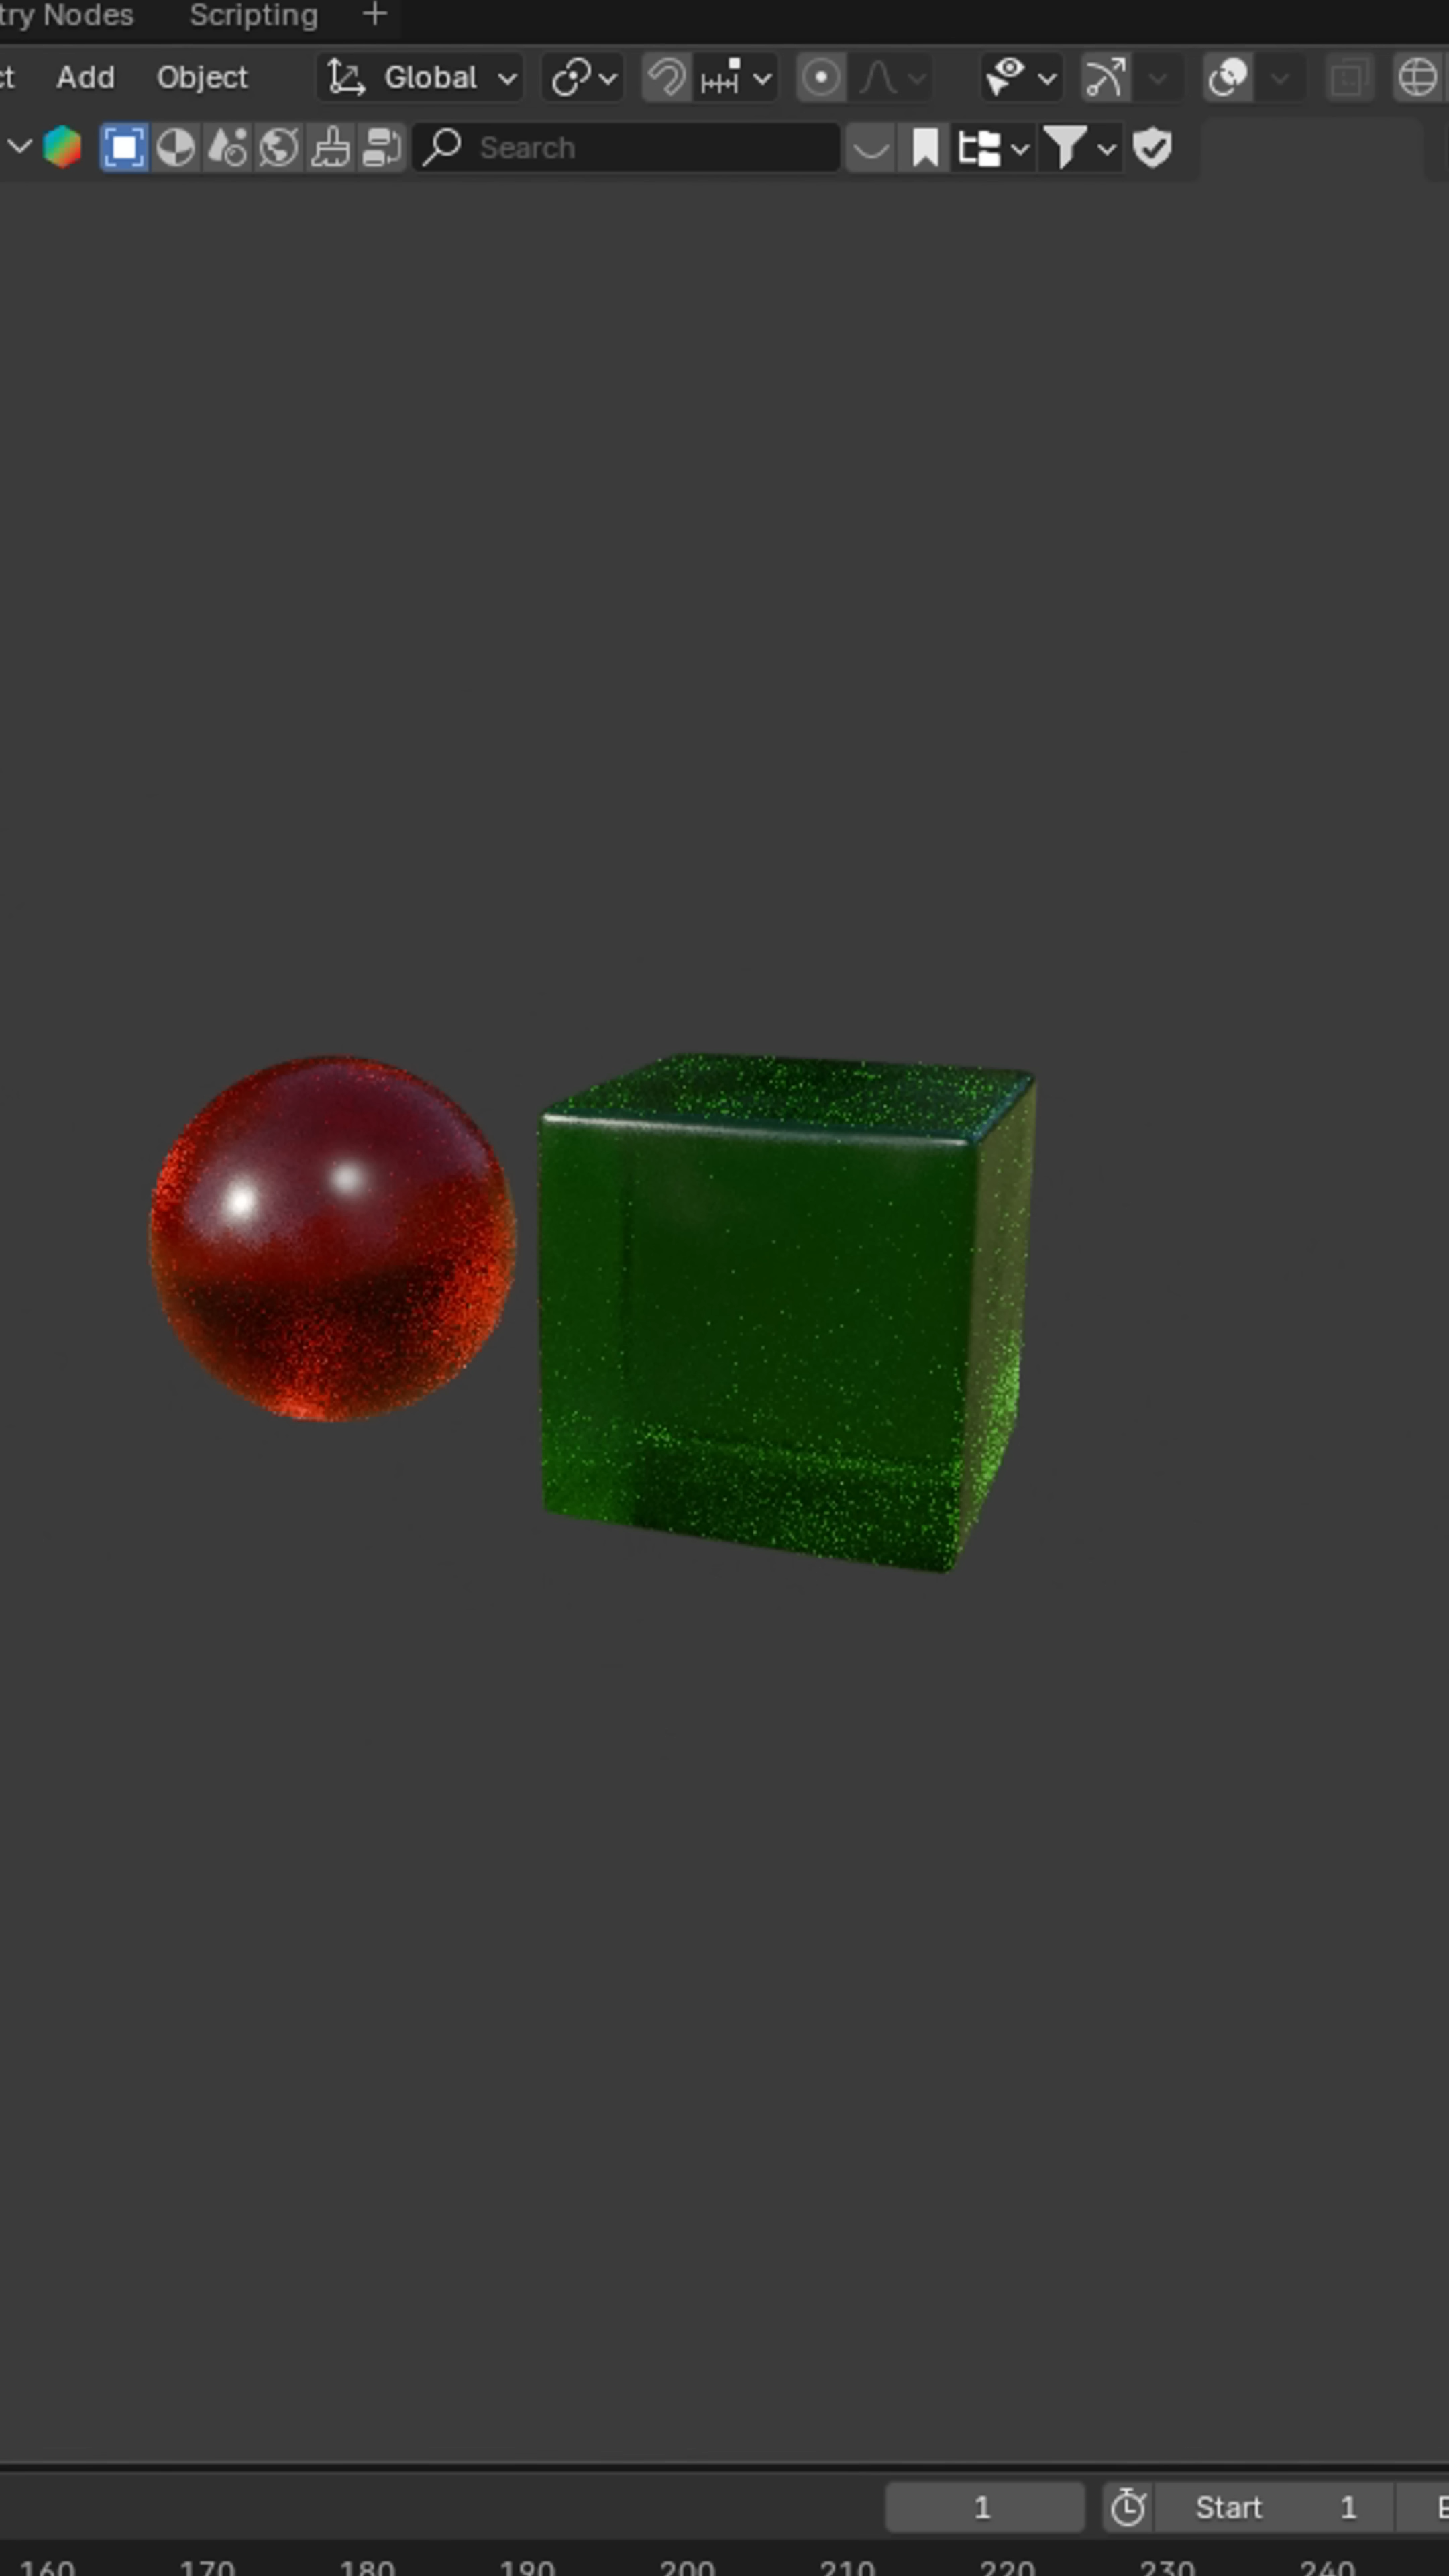 try Nodes Scripting +
ct Add Object Global
Search
1 Start 1 E
160 170 180 190 200 210 220 230 240